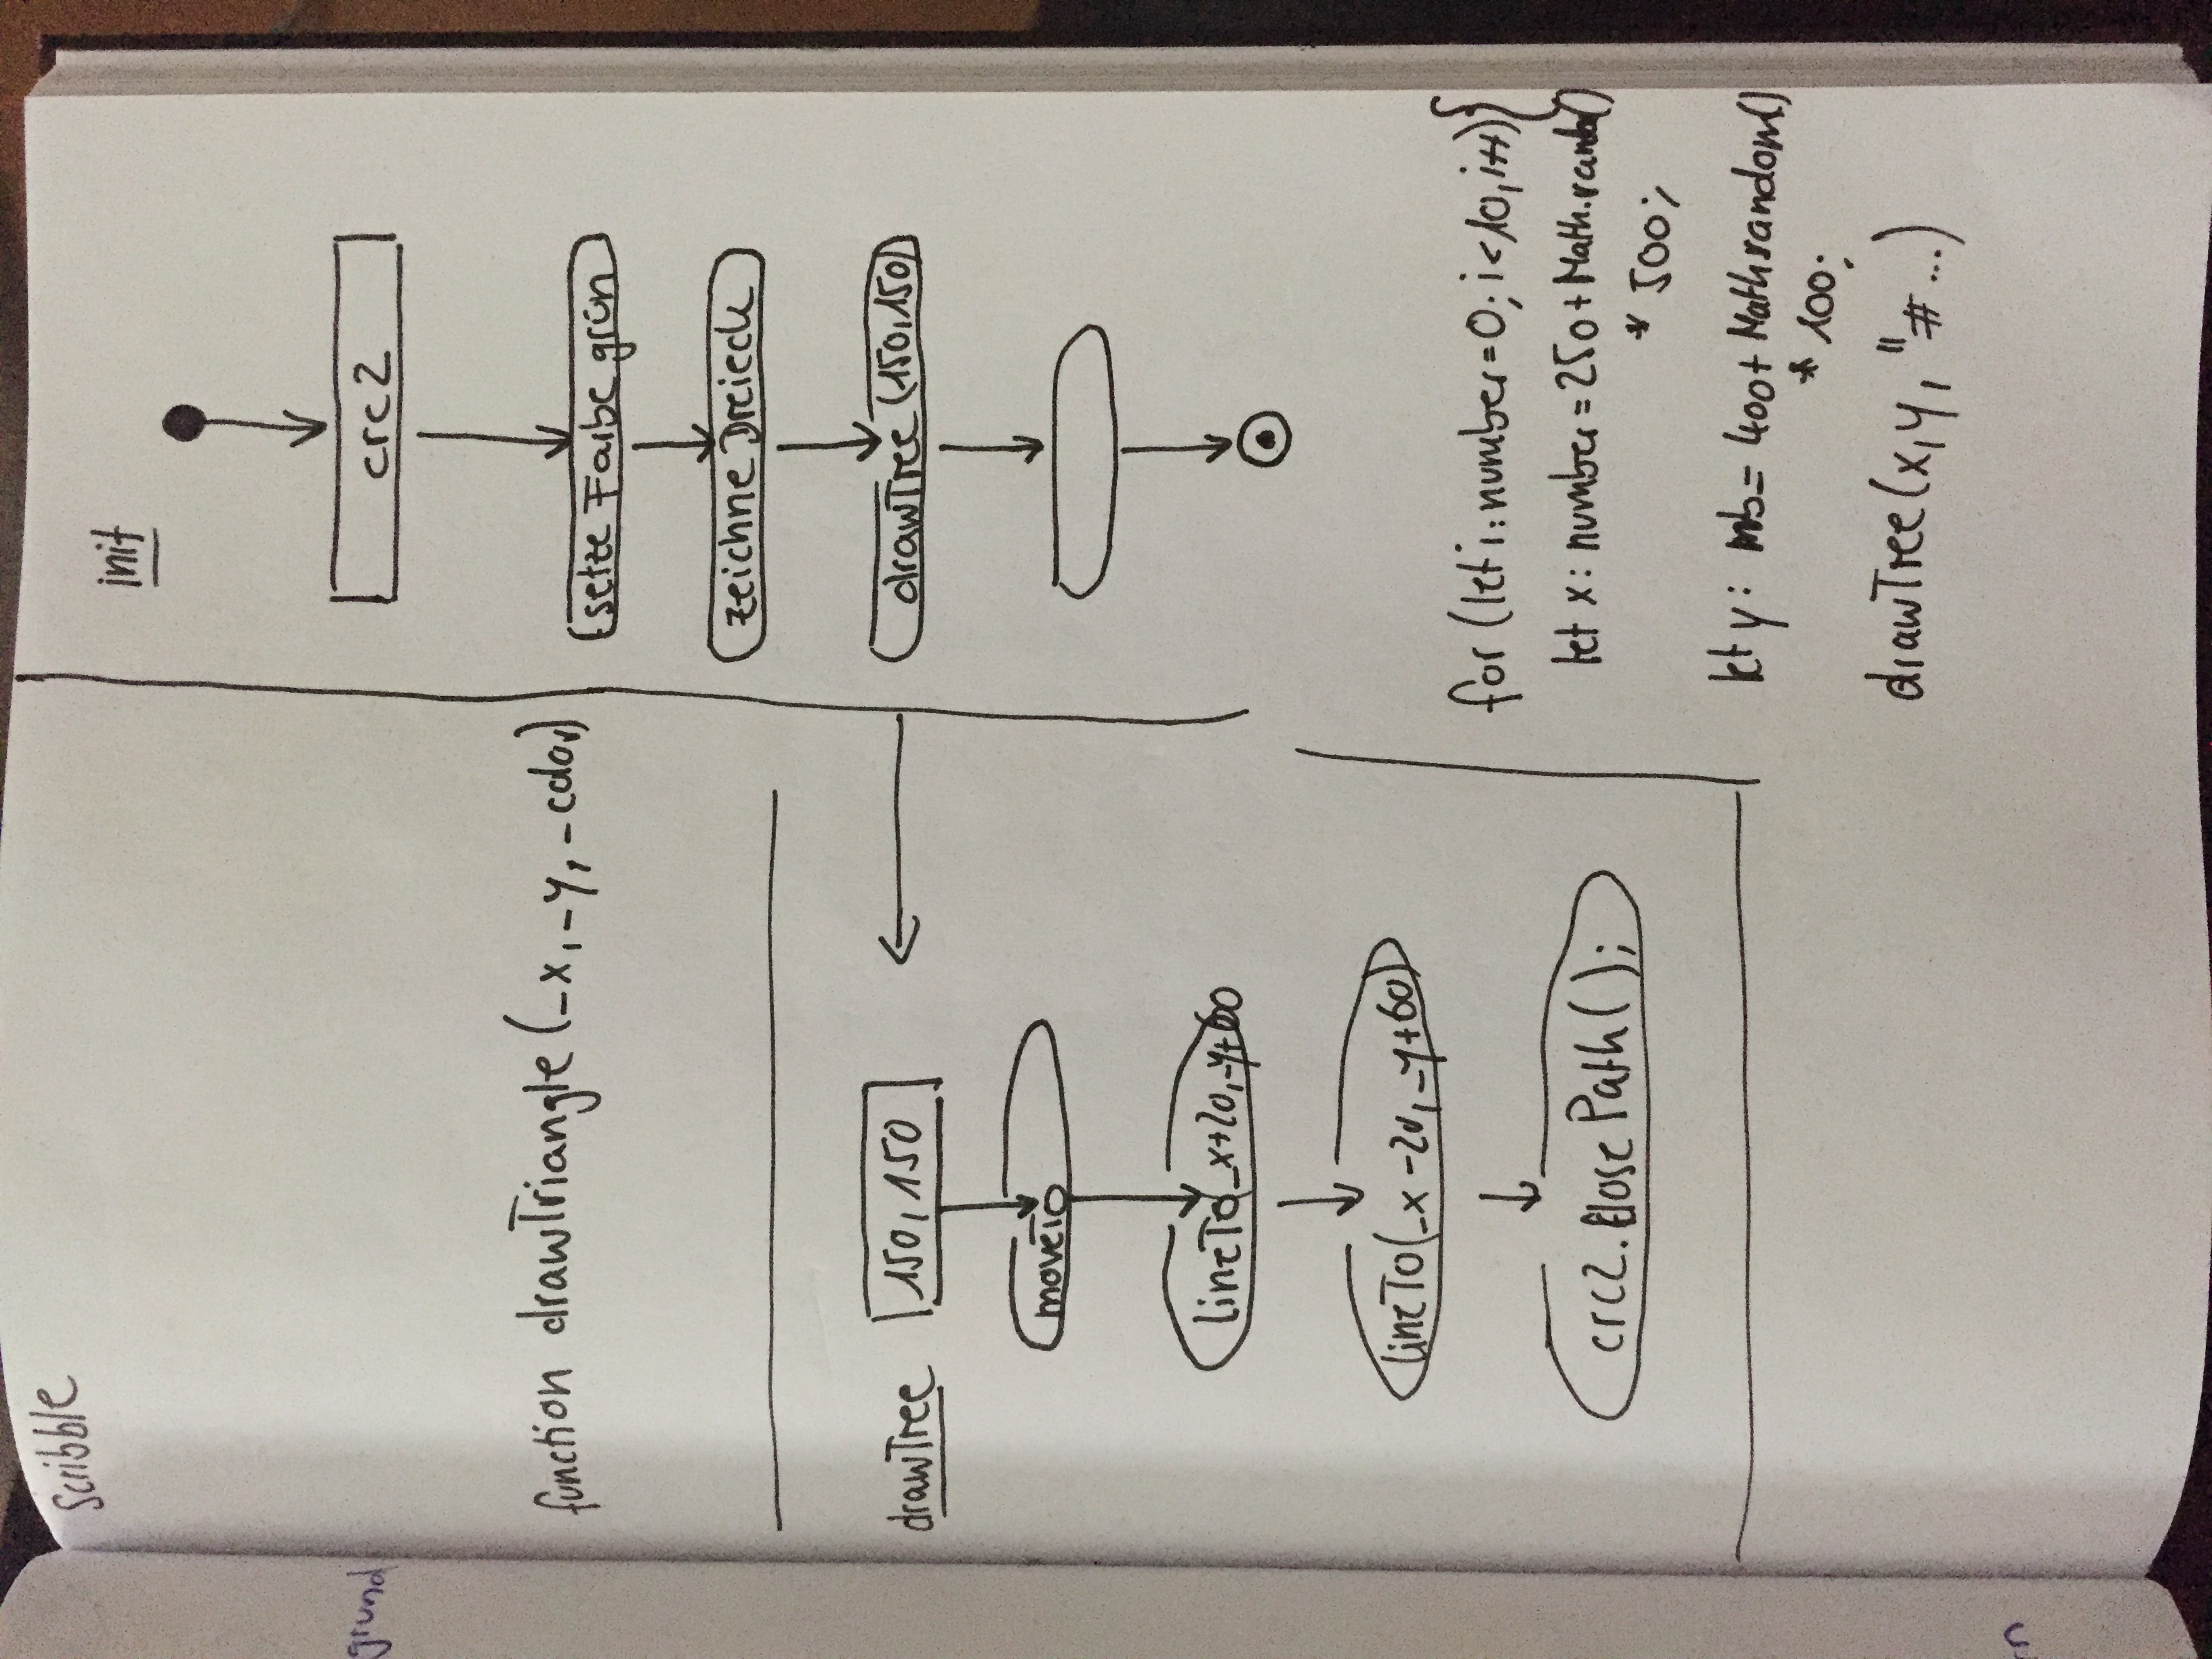 Scribble
grund
function drawTriangle (_x, _y, _color)
drawTree
150, 150
moveTo
lineTo(_x+20, _y+60
lineTo(_x -20, _y+60)
crc2.closePath();
rn
init
crc2
setze Farbe grün
zeichne Dreieck
drawTree (150,150)
for (let i: number=0; i<10, i++){
let x: number = 250 + Math.random()
* 500;
let y: nb= 400+ Math.random()
* 100;
drawTree(x, y, "# ...)